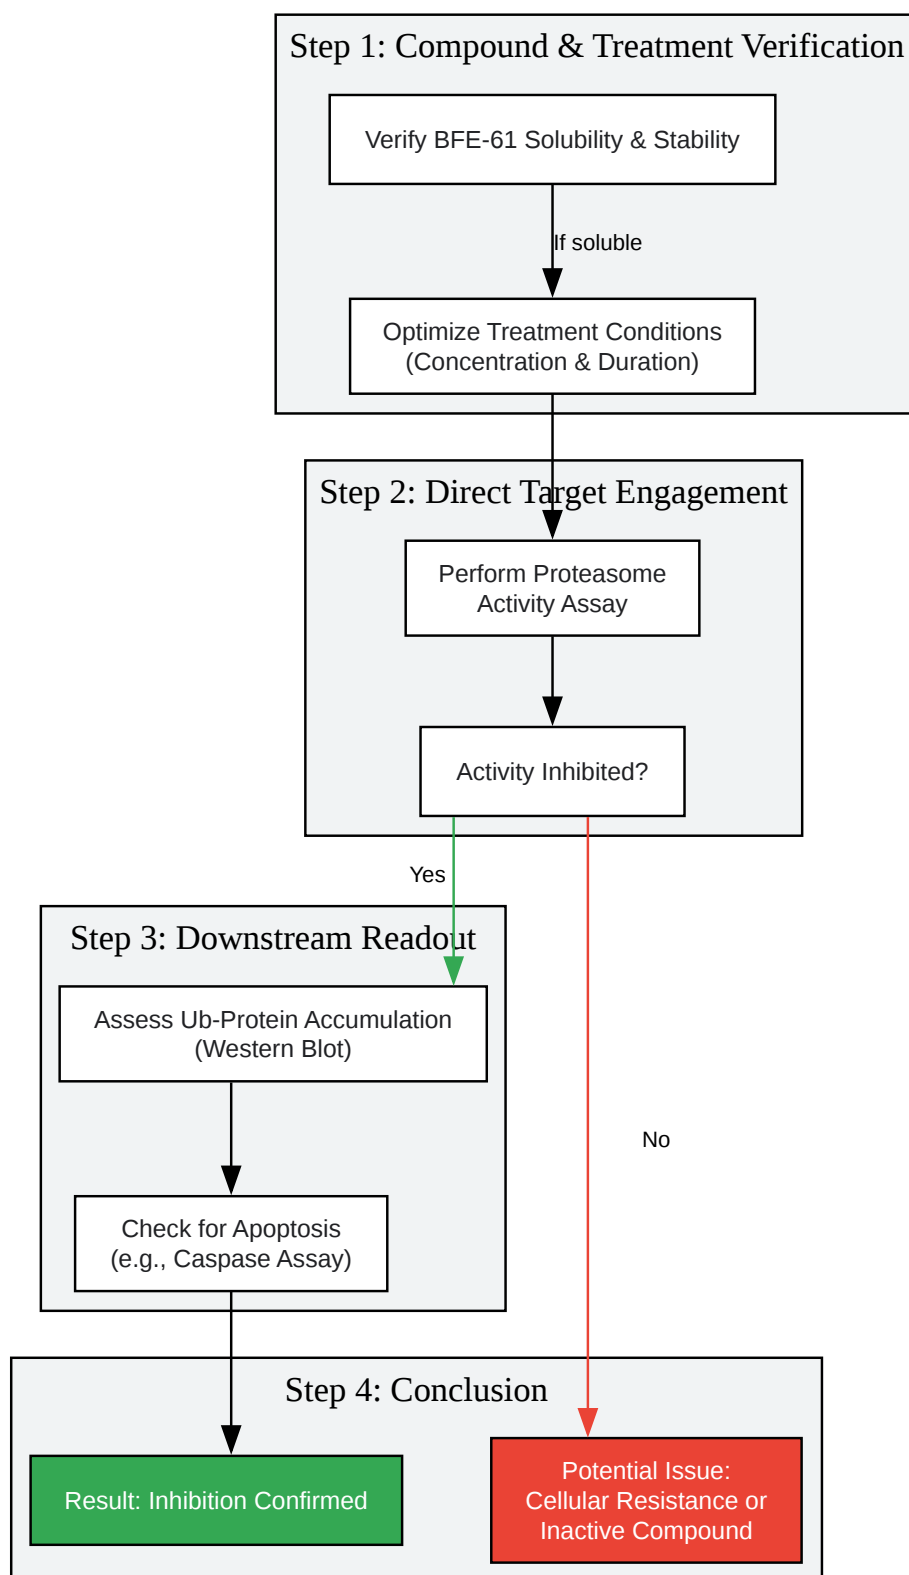 Step 1: Compound & Treatment Verification
Verify BFE-61 Solubility & Stability
If soluble
Optimize Treatment Conditions
(Concentration & Duration)
Step 2: Direct Target Engagement
Perform Proteasome
Activity Assay
Activity Inhibited?
Yes
Step 3: Downstream Readout
Assess Ub-Protein Accumulation
(Western Blot)
No
Check for Apoptosis
(e.g., Caspase Assay)
Step 4: Conclusion
Result: Inhibition Confirmed
Potential Issue:
Cellular Resistance or
Inactive Compound